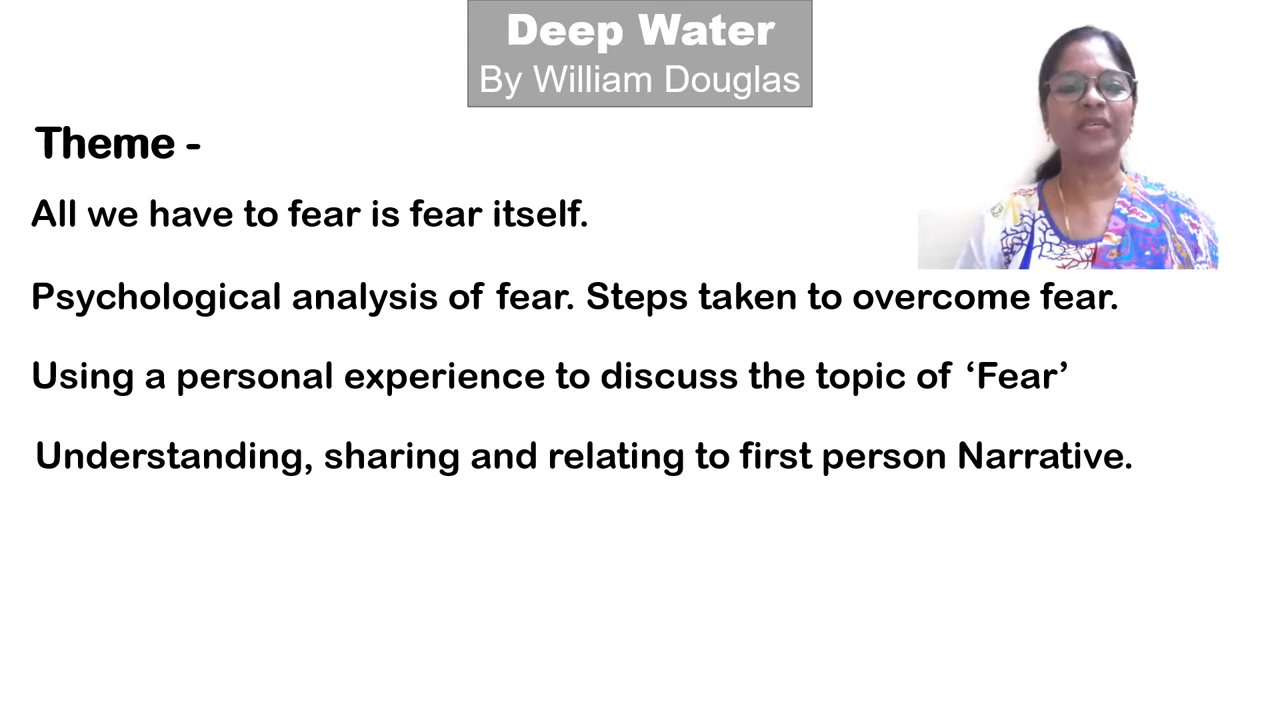 Deep Water
By William Douglas
Theme -
All we have to fear is fear itself.
Psychological analysis of fear. Steps taken to overcome fear.
Using a personal experience to discuss the topic of ‘Fear’
Understanding, sharing and relating to first person Narrative.